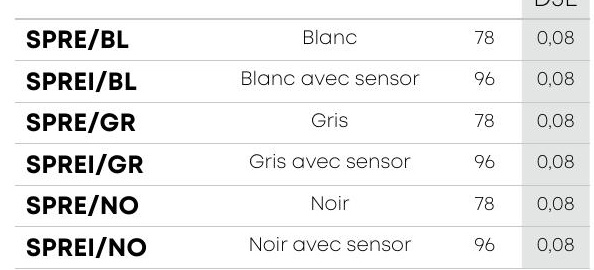 SPRE/BL Blanc 78 0,08
SPREI/BL Blanc avec sensor 96 0,08
SPRE/GR Gris 78 0,08
SPREI/GR Gris avec sensor 96 0,08
SPRE/NO Noir 78 0,08
SPREI/NO Noir avec sensor 96 0,08